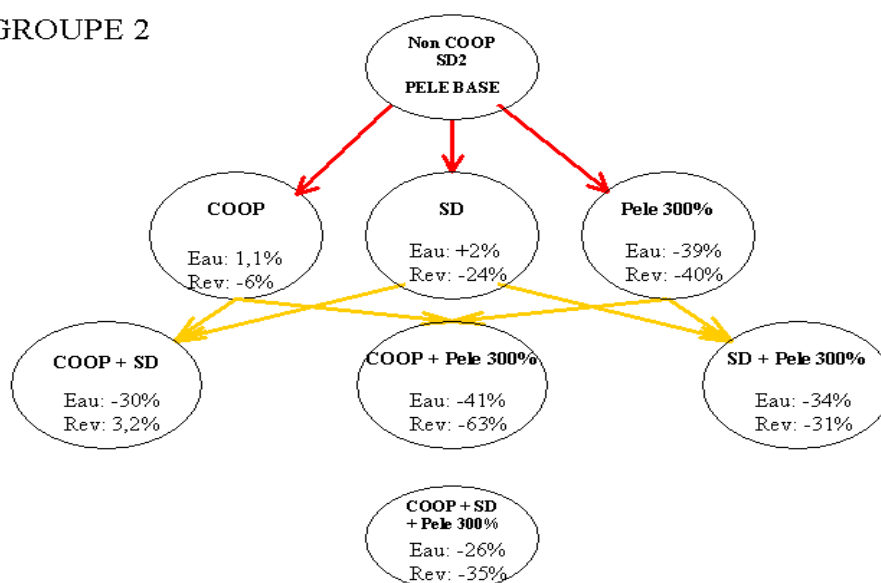 GROUPE 2
Non COOP
SD2
PELE BASE
COOP
Eau: 1,1%
Rev: -6%
SD
Eau: +2%
Rev: -24%
Pele 300%
Eau: -39%
Rev: -40%
COOP + SD
Eau: -30%
Rev: 3,2%
COOP + Pele 300%
Eau: -41%
Rev: -63%
SD + Pele 300%
Eau: -34%
Rev: -31%
COOP + SD
+ Pele 300%
Eau: -26%
Rev: -35%